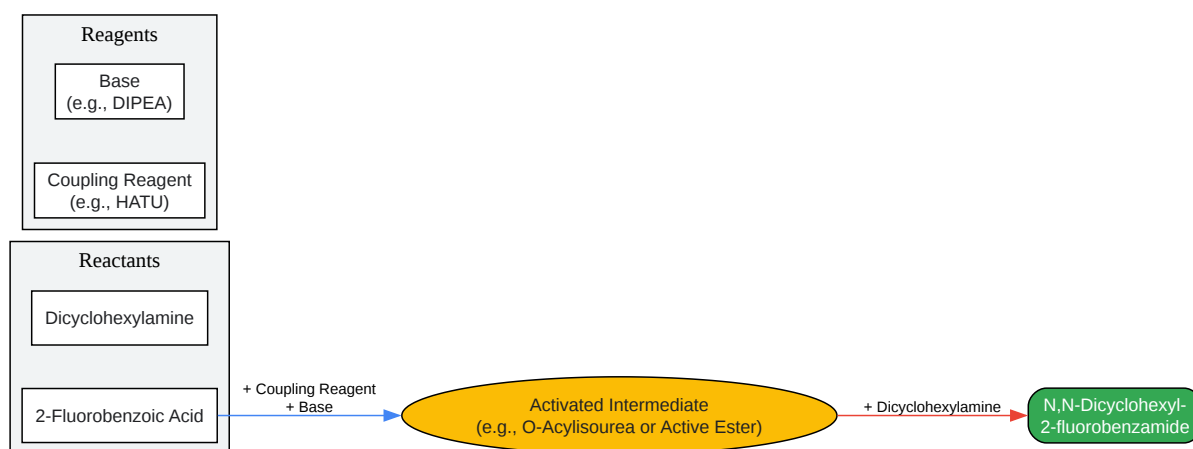 Reagents
Base
(e.g., DIPEA)
Coupling Reagent
(e.g., HATU)
Reactants
Dicyclohexylamine
2-Fluorobenzoic Acid
+ Coupling Reagent
+ Base
Activated Intermediate
(e.g., O-Acylisourea or Active Ester)
+ Dicyclohexylamine
N,N-Dicyclohexyl-
2-fluorobenzamide